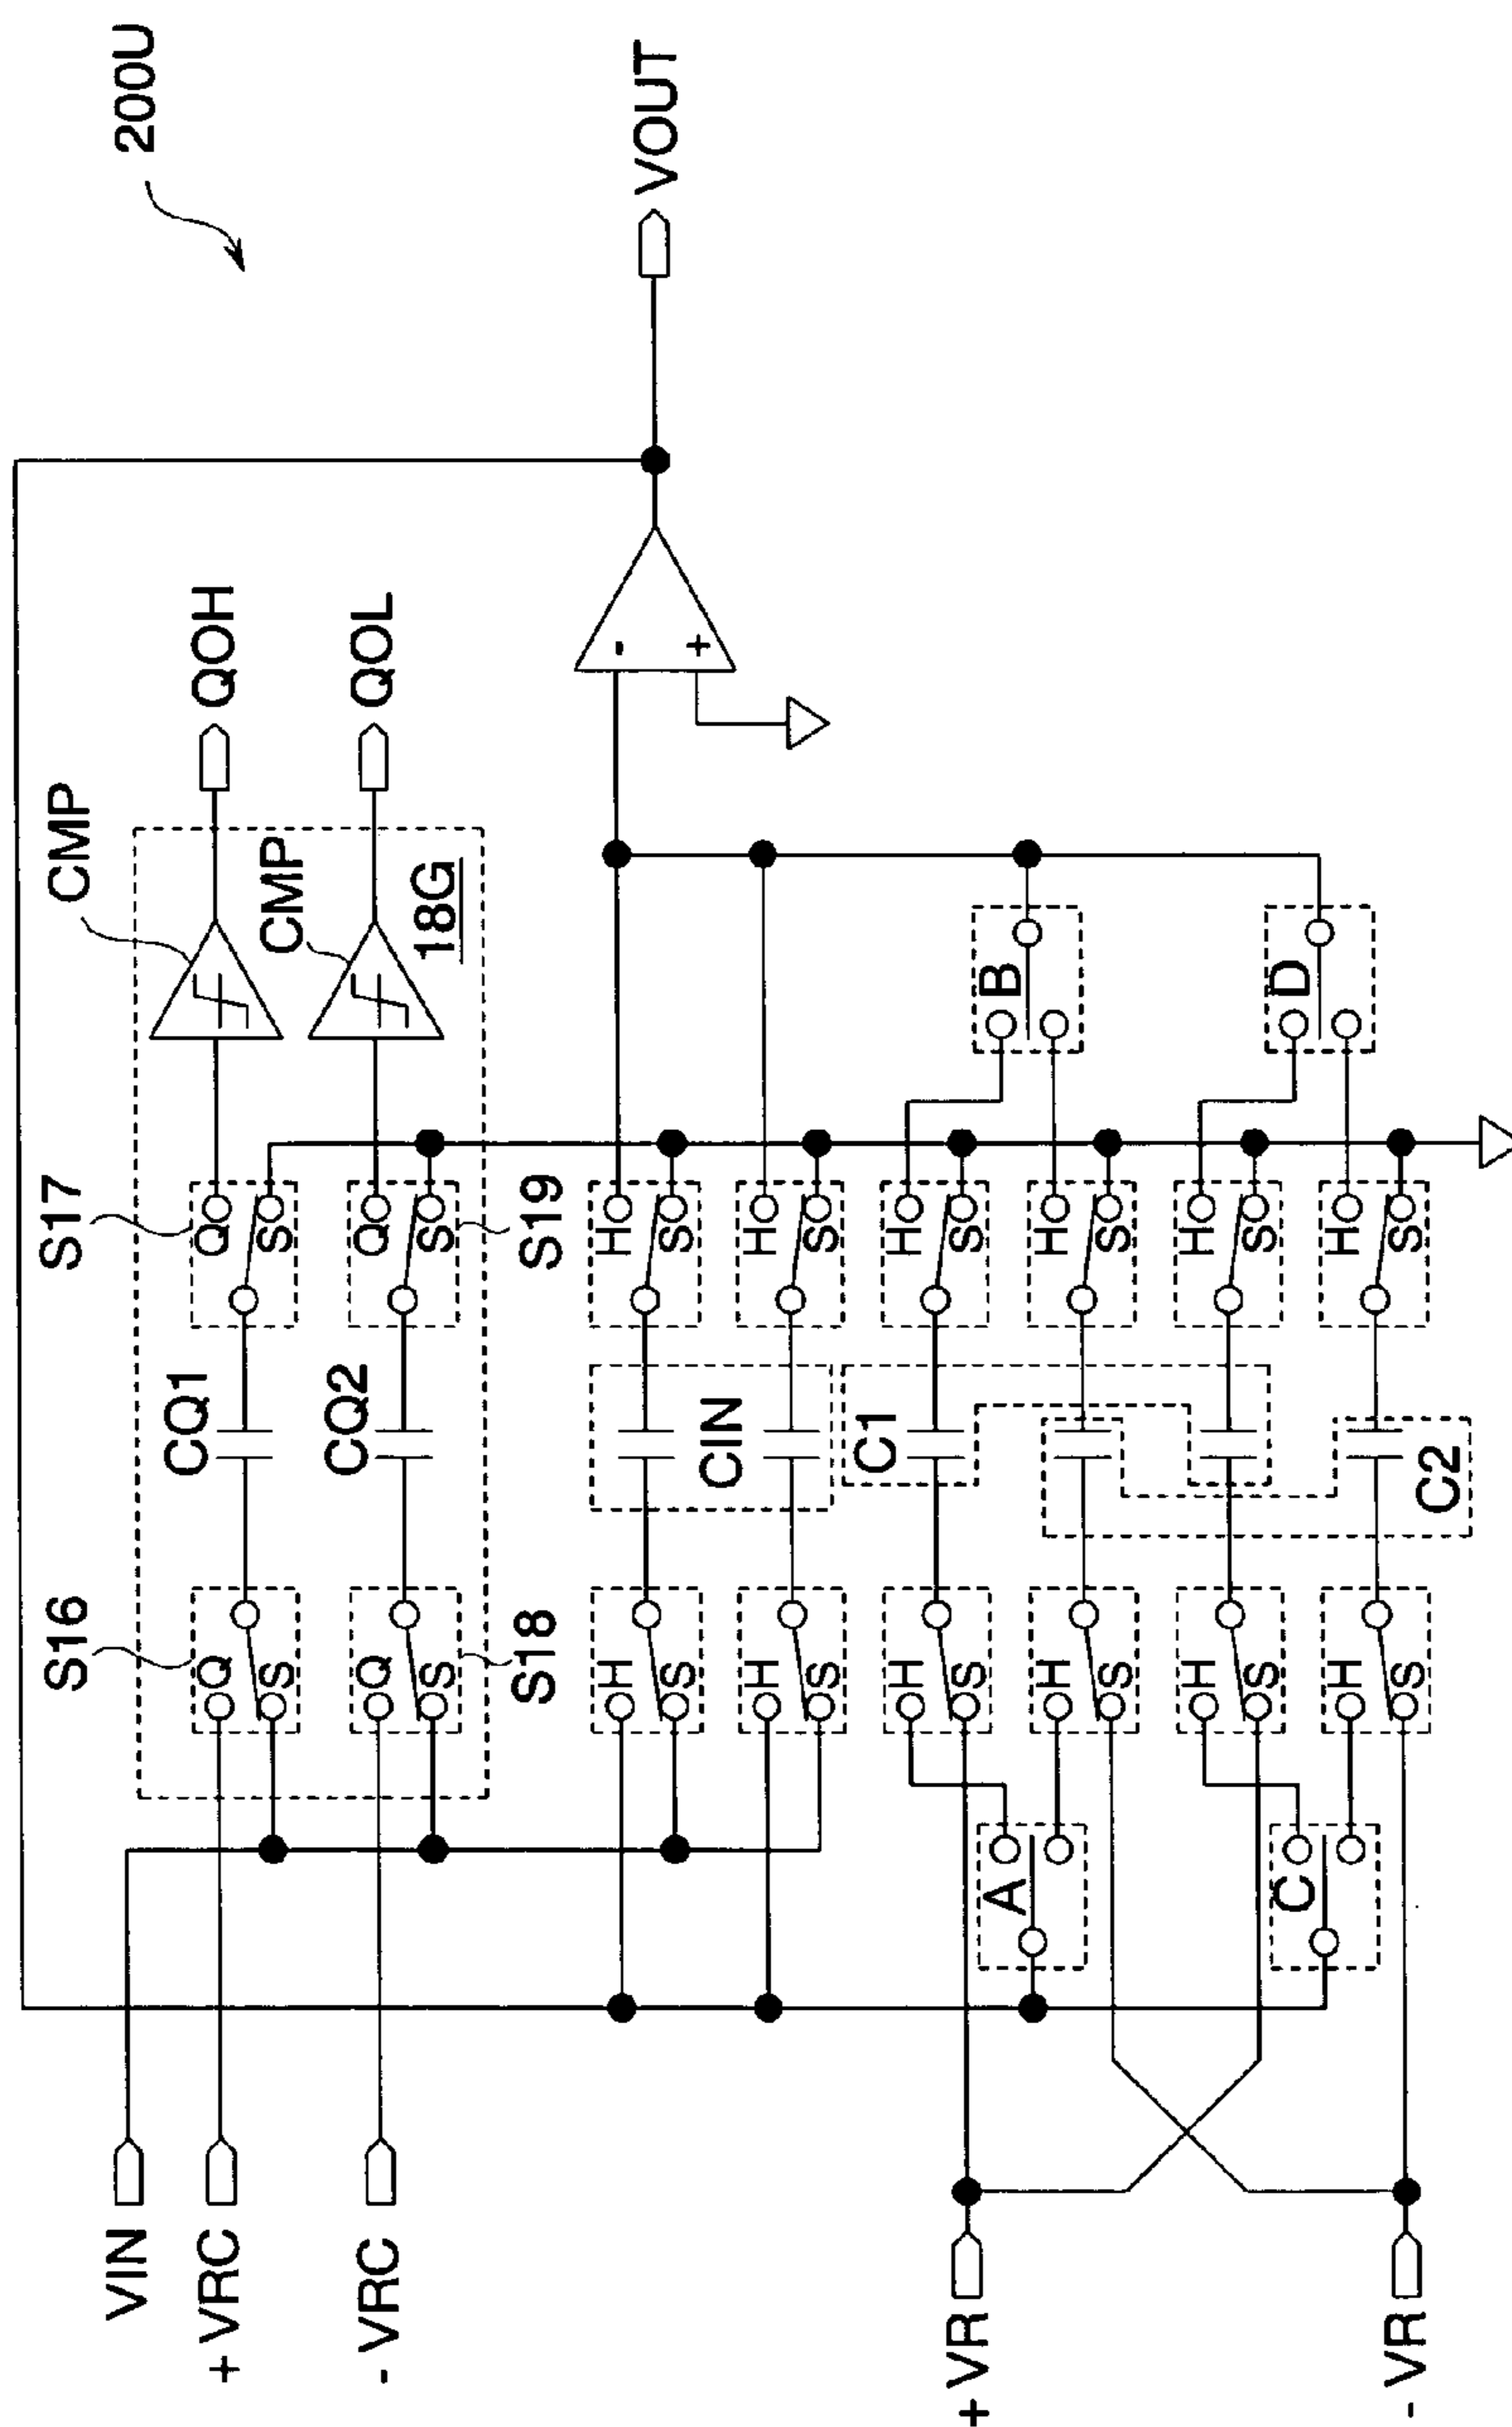 200U
VIN
+ VRC
- VRC
+ VR
- VR
VOUT
QOH
QOL
CMP
CMP
18G
S16
S17
S18
S19
Q
S
Q
S
Q
S
Q
S
CQ1
CQ2
H
S
H
S
H
S
H
S
H
S
H
S
CIN
C1
C2
H
S
H
S
H
S
H
S
H
S
H
S
A
C
B
D
-
+